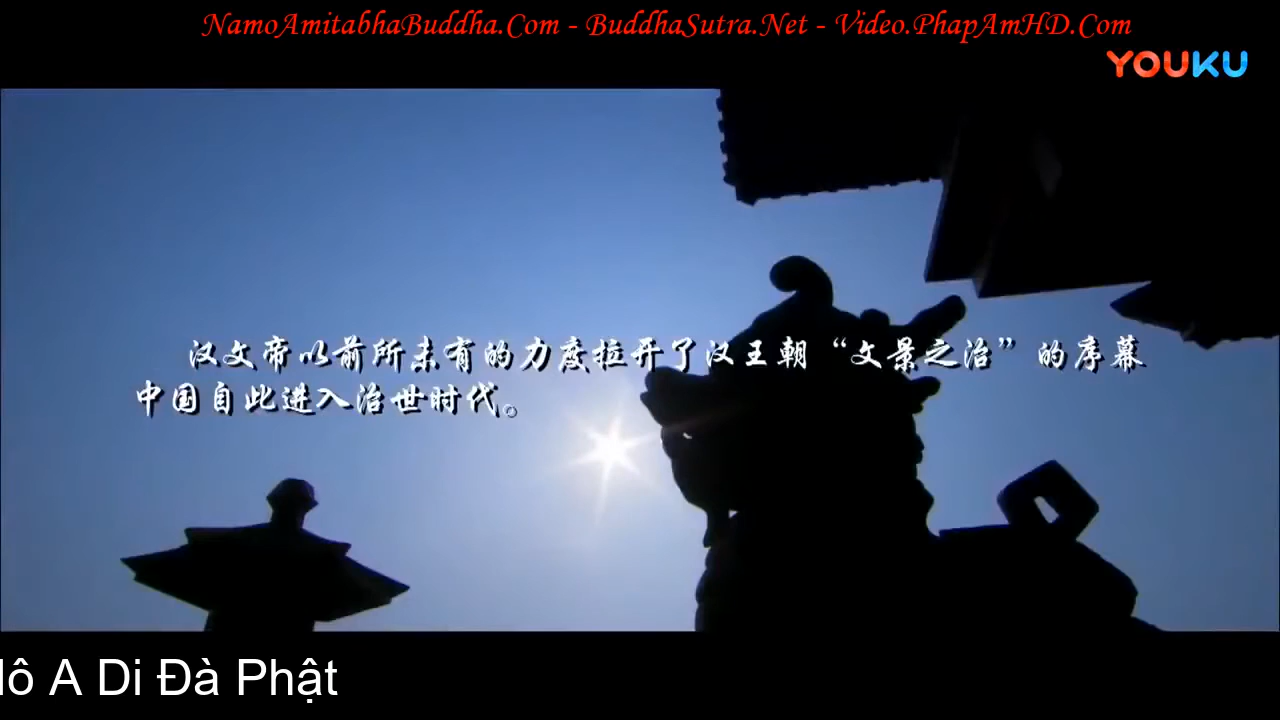 NamoAmitabhaBuddha.Com - BuddhaSutra.Net - Video.PhapAmHD.Com
YOUKU
汉文帝以前所未有的力度拉开了汉王朝“文景之治”的序幕
中国自此进入治世时代。
A Di Đà Phật